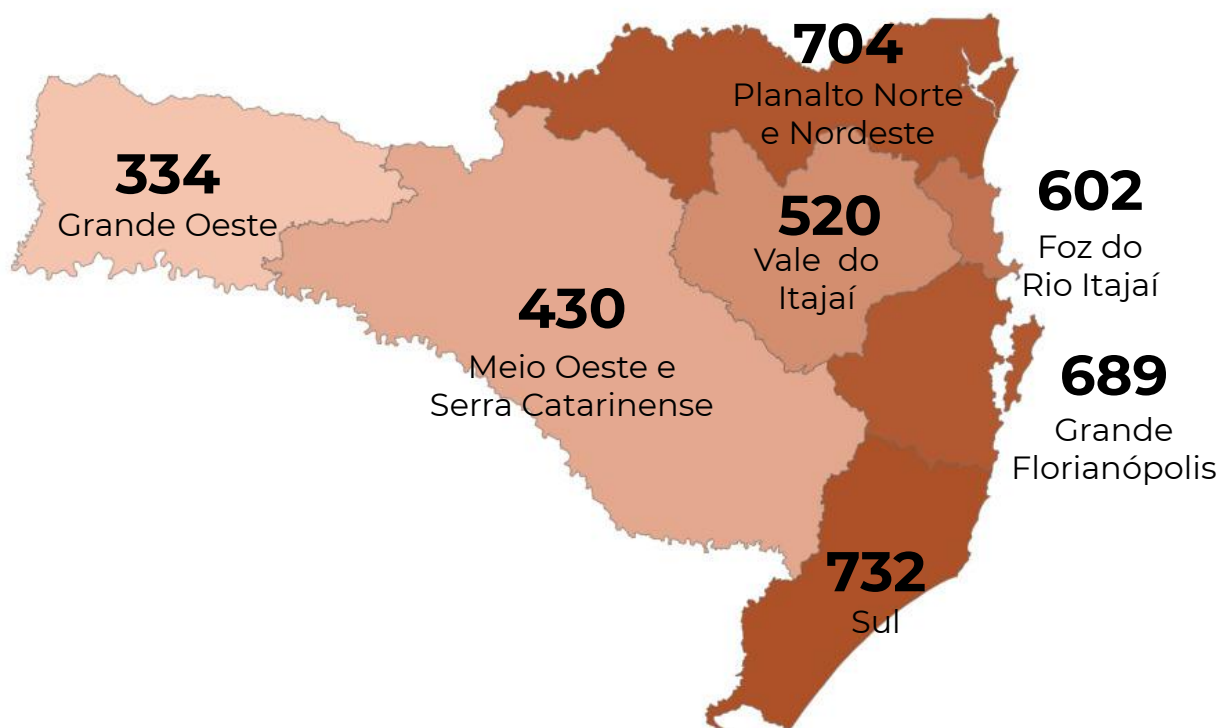 704
Planalto Norte
e Nordeste
334
Grande Oeste
602
Foz do
Rio Itajaí
520
Vale do
Itajaí
430
Meio Oeste e
Serra Catarinense
689
Grande
Florianópolis
732
Sul